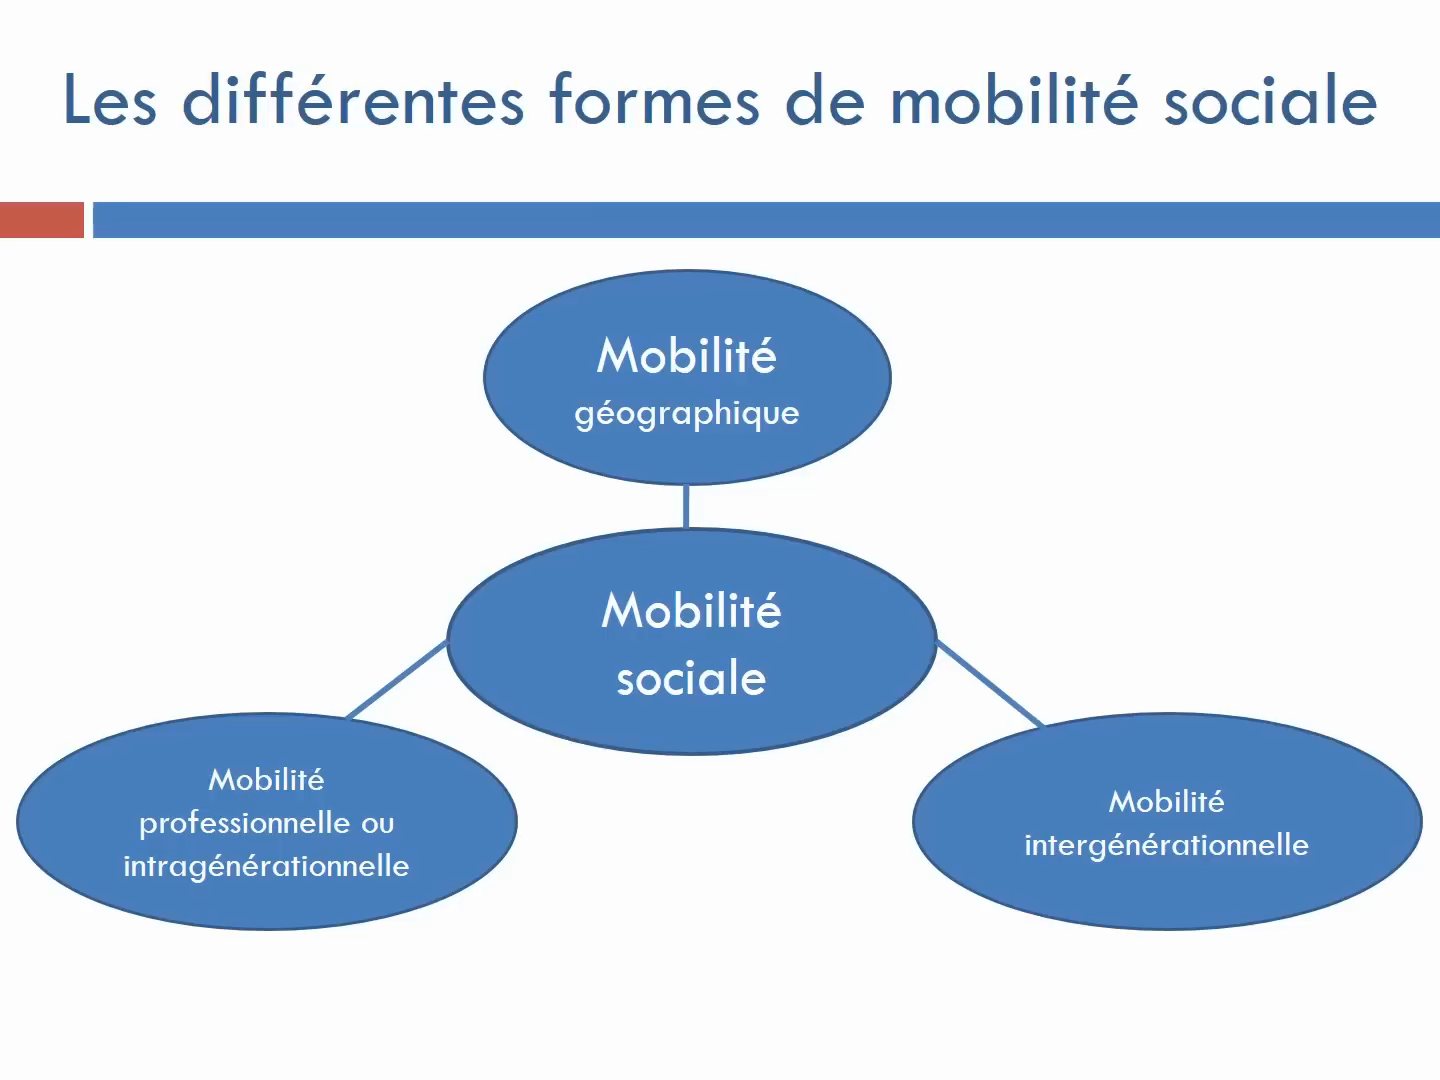 Les différentes formes de mobilité sociale
Mobilité
géographique
Mobilité
sociale
Mobilité
professionnelle ou
intragénérationnelle
Mobilité
intergénérationnelle